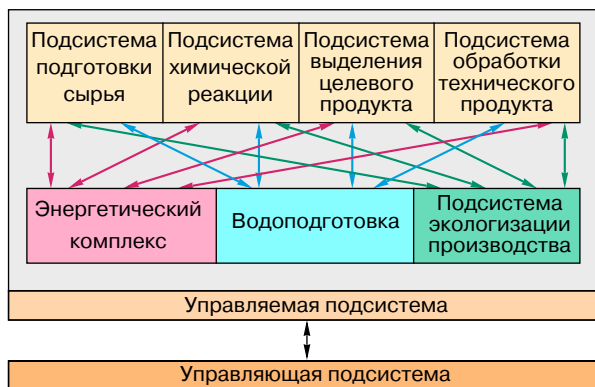 Подсистема
подготовки
сырья
Подсистема
химической
реакции
Подсистема
выделения
целевого
продукта
Подсистема
обработки
технического
продукта
Энергетический
комплекс
Водоподготовка
Подсистема
экологизации
производства
Управляемая подсистема
Управляющая подсистема